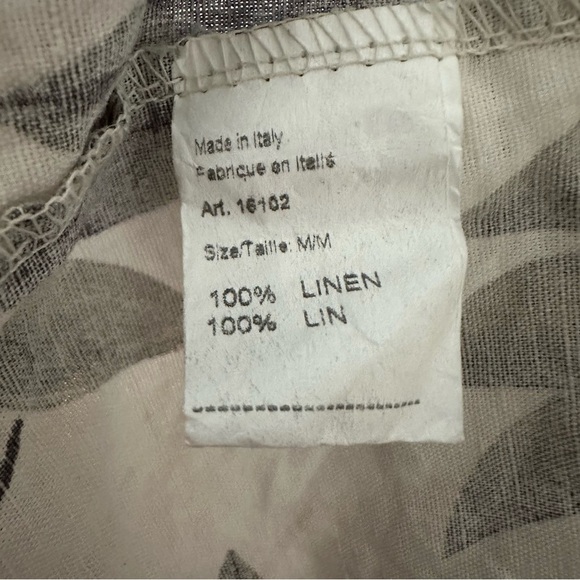 Made in Italy
Fabrique en Italie
Art. 16102
Size/Taille: M/M
100% LINEN
100% LIN